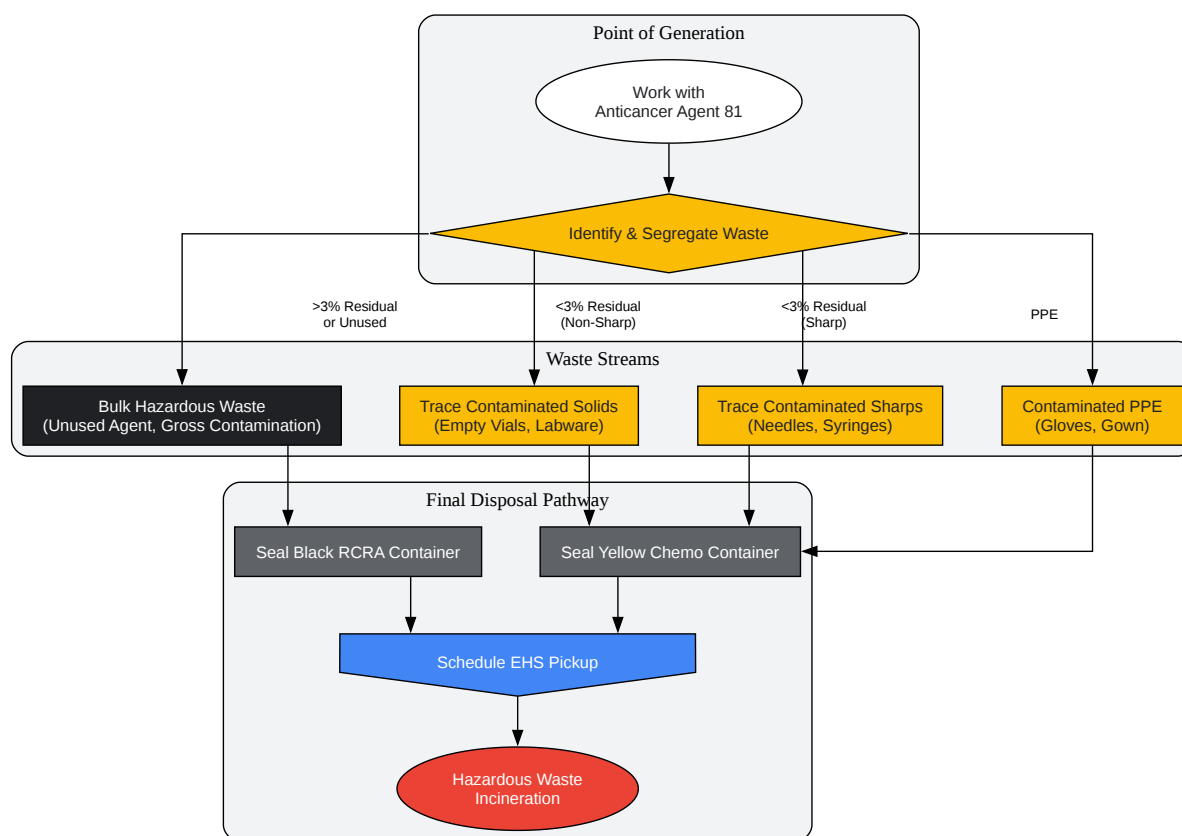 Point of Generation
Work with
Anticancer Agent 81
Identify & Segregate Waste
>3% Residual
or Unused
<3% Residual
(Non-Sharp)
<3% Residual
(Sharp)
PPE
Waste Streams
Bulk Hazardous Waste
(Unused Agent, Gross Contamination)
Trace Contaminated Solids
(Empty Vials, Labware)
Trace Contaminated Sharps
(Needles, Syringes)
Contaminated PPE
(Gloves, Gown)
Final Disposal Pathway
Seal Black RCRA Container
Seal Yellow Chemo Container
Schedule EHS Pickup
Hazardous Waste
Incineration